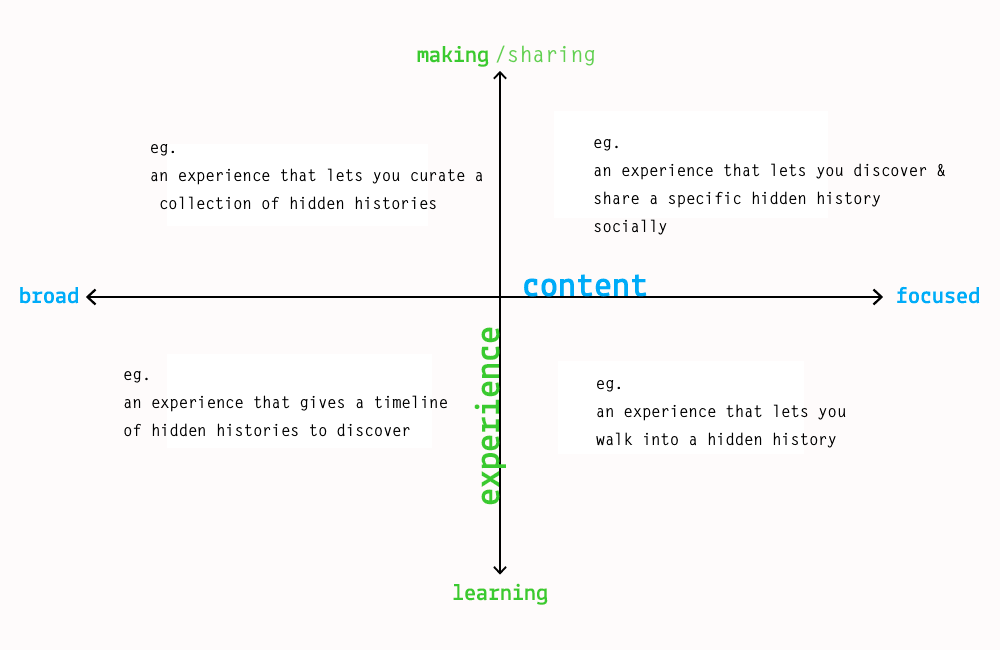 making /sharing
eg.
an experience that lets you curate a
collection of hidden histories
eg.
an experience that lets you discover &
share a specific hidden history
socially
broad
content
focused
experience
eg.
an experience that gives a timeline
of hidden histories to discover
eg.
an experience that lets you
walk into a hidden history
learning